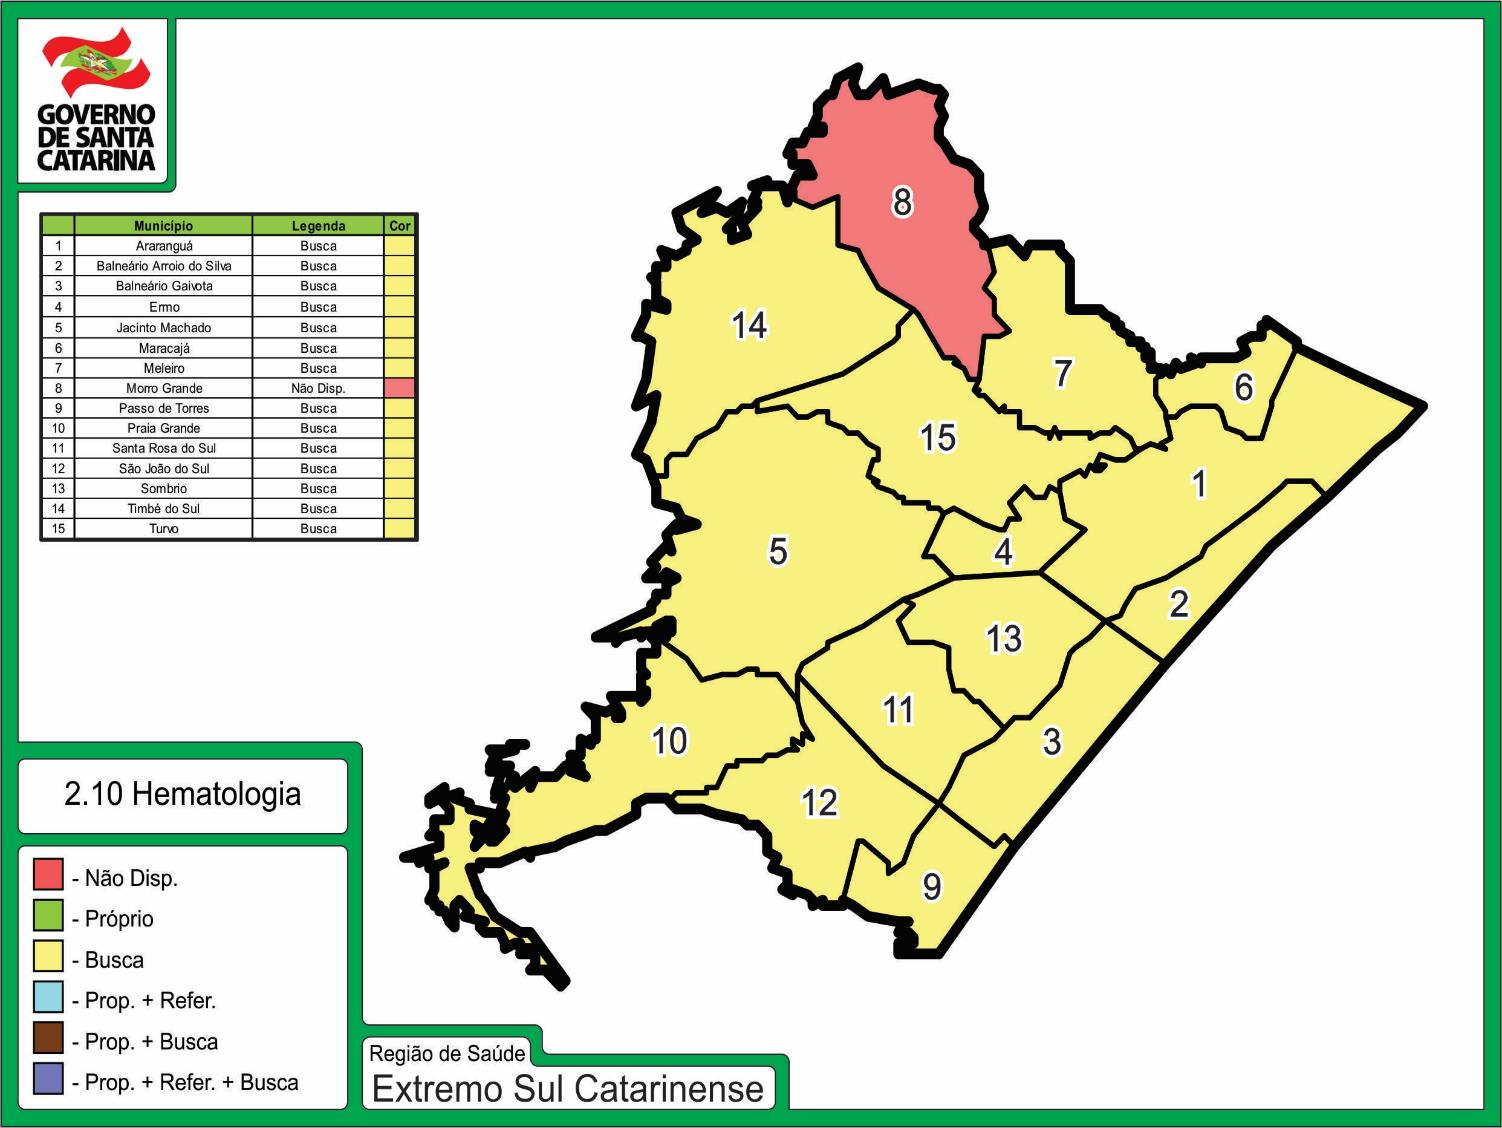 GOVERNO
DE SANTA
CATARINA
Município Legenda Cor
1 Araranguá Busca
2 Balneário Arroio do Silva Busca
3 Balneário Gaivota Busca
4 Ermo Busca
5 Jacinto Machado Busca
6 Maracajá Busca
7 Meleiro Busca
8 Morro Grande Não Disp.
9 Passo de Torres Busca
10 Praia Grande Busca
11 Santa Rosa do Sul Busca
12 São João do Sul Busca
13 Sombrio Busca
14 Timbé do Sul Busca
15 Turvo Busca
8
14
7
6
15
1
5
4
2
13
11
10
3
12
9
2.10 Hematologia
- Não Disp.
- Próprio
- Busca
- Prop. + Refer.
- Prop. + Busca
- Prop. + Refer. + Busca
Região de Saúde
Extremo Sul Catarinense